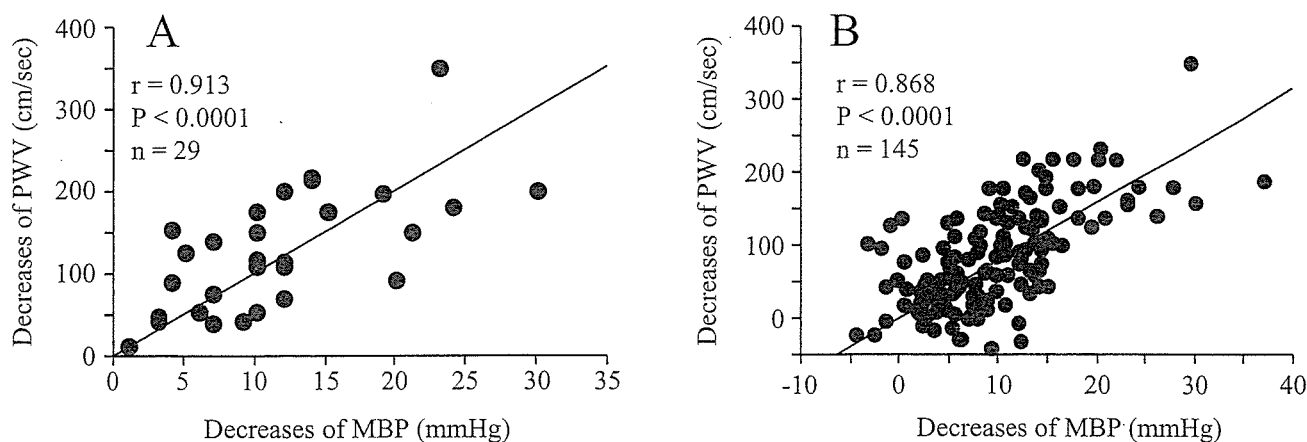 A
r = 0.913
P < 0.0001
n = 29
Decreases of PWV (cm/sec)
400
300
200
100
0
0 5 10 15 20 25 30 35
Decreases of MBP (mmHg)
B
r = 0.868
P < 0.0001
n = 145
Decreases of PWV (cm/sec)
400
300
200
100
0
-10 0 10 20 30 40
Decreases of MBP (mmHg)